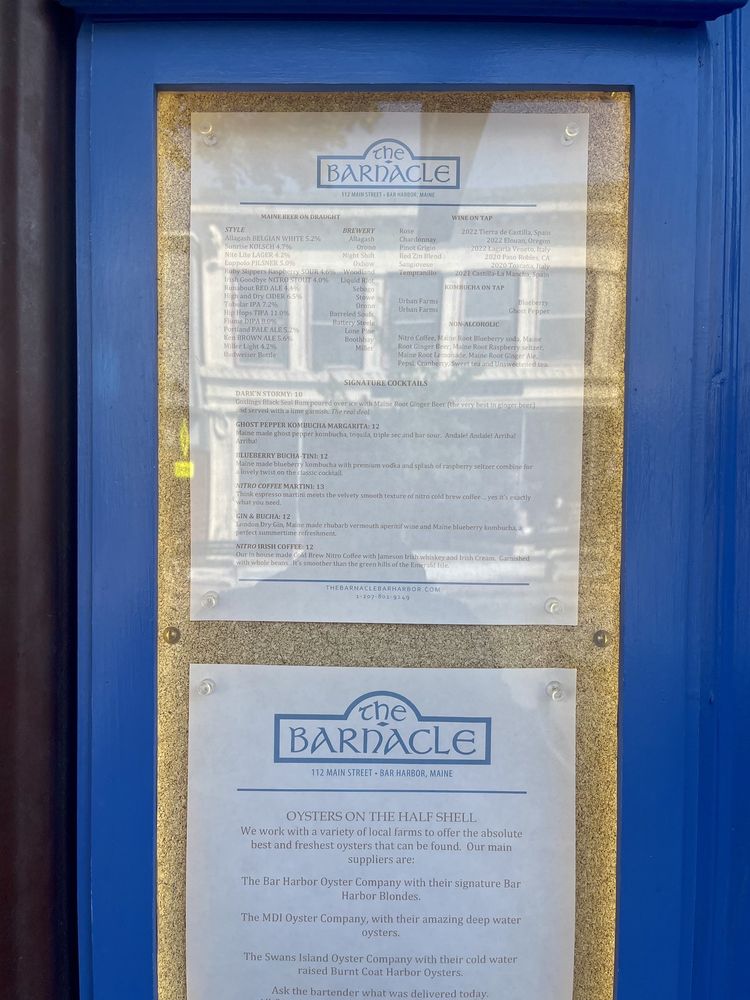 the
BARNACLE
112 MAIN STREET • BAR HARBOR, MAINE
MAINE BEER ON DRAUGHT
STYLE BREWERY
Allagash BELGIAN WHITE 5.2% Allagash
Sunrise KOLSCH 4.7% Orono
Nite Lite LAGER 4.2% Night Shift
Luppolo PILSNER 5.0% Oxbow
Ruby Slippers Raspberry SOUR 4.6% Woodland
Irish Goodbye NITRO STOUT 4.0% Liquid Riot
Runabout RED ALE 4.4% Sebago
High and Dry CIDER 6.5% Stowe
Tubular IPA 7.2% Orono
Hip Hops TIPA 11.0% Barreled Souls
Flume DIPA 8.0% Battery Steele
Portland PALE ALE 5.2% Lone Pine
Ken BROWN ALE 5.6% Boothbay
Miller Light 4.2% Miller
Budweiser Bottle
WINE ON TAP
Rose 2022 Tierra de Castilla, Spain
Chardonnay 2022 Elouan, Oregon
Pinot Grigio 2022 Lagaria Veneto, Italy
Red Zin Blend 2020 Paso Robles, CA
Sangiovese 2020 Toscana, Italy
Tempranillo 2021 Castilla-La Mancha, Spain
KOMBUCHA ON TAP
Urban Farms Blueberry
Urban Farms Ghost Pepper
NON-ALCOHOLIC
Nitro Coffee, Maine Root Blueberry soda, Maine
Root Ginger Beer, Maine Root Raspberry seltzer,
Maine Root Lemonade, Maine Root Ginger Ale,
Pepsi, Cranberry, Sweet tea and Unsweetened tea.
SIGNATURE COCKTAILS
DARK'N STORMY: 10
Goslings Black Seal Rum poured over ice with Maine Root Ginger Beer (the very best in ginger beer)
and served with a lime garnish. The real deal.
GHOST PEPPER KOMBUCHA MARGARITA: 12
Maine made ghost pepper kombucha, tequila, triple sec and bar sour. Andale! Andale! Arriba!
Arriba!
BLUEBERRY BUCHA-TINI: 12
Maine made blueberry kombucha with premium vodka and splash of raspberry seltzer combine for
a lovely twist on the classic cocktail.
NITRO COFFEE MARTINI: 13
Think espresso martini meets the velvety smooth texture of nitro cold brew coffee... yes it's exactly
what you need.
GIN & BUCHA: 12
London Dry Gin, Maine made rhubarb vermouth aperitif wine and Maine blueberry kombucha, a
perfect summertime refreshment.
NITRO IRISH COFFEE: 12
Our in house made Cold Brew Nitro Coffee with Jameson Irish whiskey and Irish Cream. Garnished
with whole beans. It's smoother than the green hills of the Emerald Isle.
THEBARNACLEBARHARBOR.COM
1-207-801-9249
the
BARNACLE
112 MAIN STREET • BAR HARBOR, MAINE
OYSTERS ON THE HALF SHELL
We work with a variety of local farms to offer the absolute
best and freshest oysters that can be found. Our main
suppliers are:
The Bar Harbor Oyster Company with their signature Bar
Harbor Blondes.
The MDI Oyster Company, with their amazing deep water
oysters.
The Swans Island Oyster Company with their cold water
raised Burnt Coat Harbor Oysters.
Ask the bartender what was delivered today.